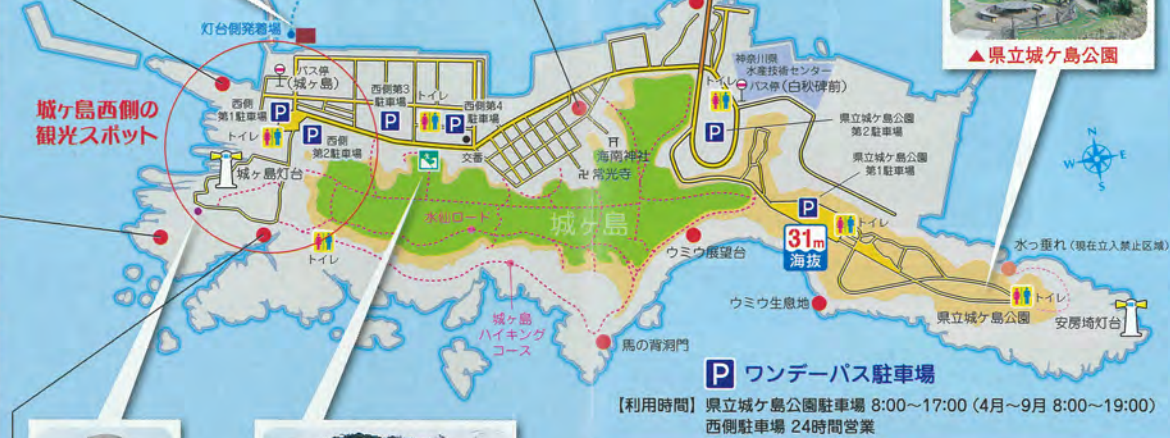 灯台側発着場
▲県立城ケ島公園
神奈川県
水産技術センター
トイレ
バス停(白秋碑前)
バス停
(城ヶ島)
城ヶ島西側の
観光スポット
西側
第1駐車場
P
トイレ
西側第3
駐車場
P
トイレ
西側第4
駐車場
P
P
西側
第2駐車場
交番
P
県立城ケ島公園
第2駐車場
海南神社
卍常光寺
県立城ケ島公園
第1駐車場
N
W
E
S
城ヶ島灯台
水仙ロード
城ヶ島
P
トイレ
31m
海抜
トイレ
ウミウ展望台
水っ垂れ(現在立入禁止区域)
ウミウ生息地
トイレ
県立城ケ島公園
安房埼灯台
城ヶ島
ハイキング
コース
馬の背洞門
P ワンデーパス駐車場
【利用時間】県立城ケ島公園駐車場 8:00~17:00(4月~9月 8:00~19:00)
西側駐車場 24時間営業